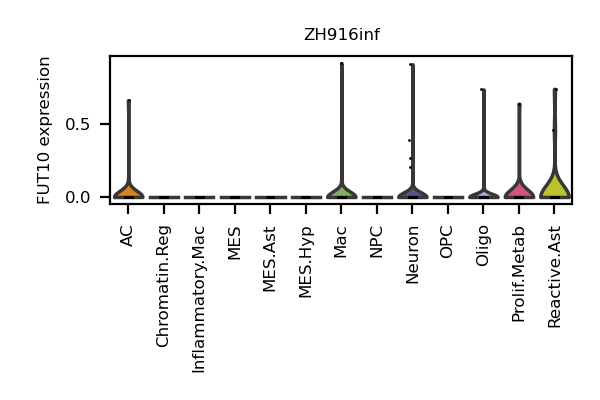 ZH916inf
FUT10 expression
0.5
0.0
AC
Chromatin.Reg
Inflammatory.Mac
MES
MES.Ast
MES.Hyp
Mac
NPC
Neuron
OPC
Oligo
Prolif.Metab
Reactive.Ast